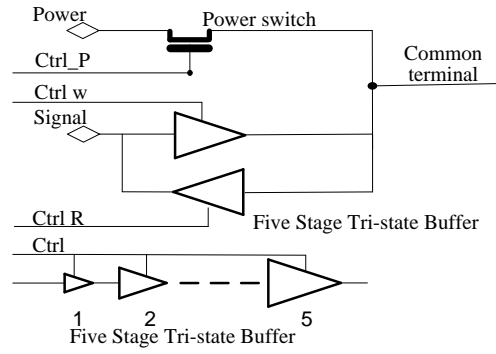 Power
Power switch
Ctrl_P
Common
terminal
Ctrl w
Signal
Ctrl R
Five Stage Tri-state Buffer
Ctrl
1 2 5
Five Stage Tri-state Buffer